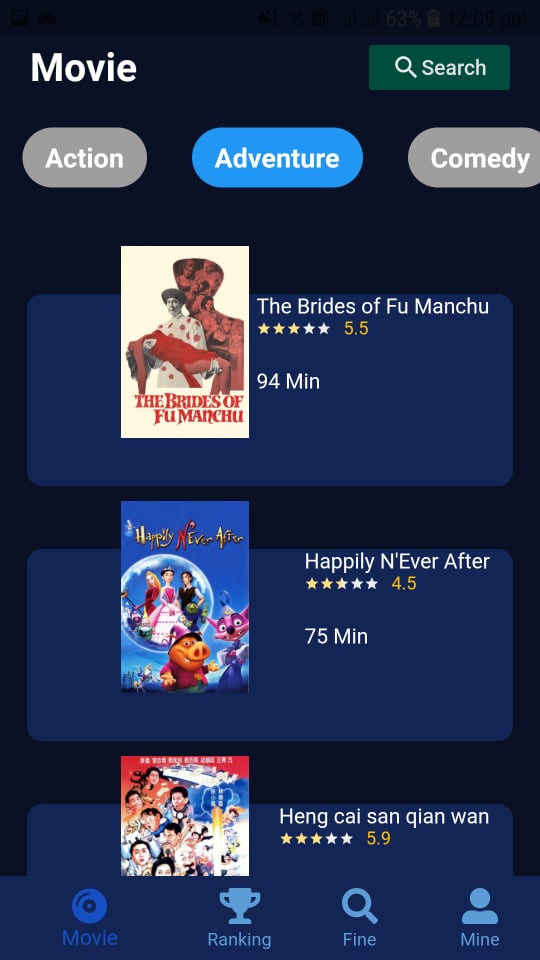 63% 12:09 pm
Movie
Search
Action Adventure Comedy
The Brides of Fu Manchu
5.5
94 Min
THE BRIDES OF
FU MANCHU
Happily N'Ever After
4.5
75 Min
Happily N'Ever After
Heng cai san qian wan
5.9
Movie Ranking Fine Mine